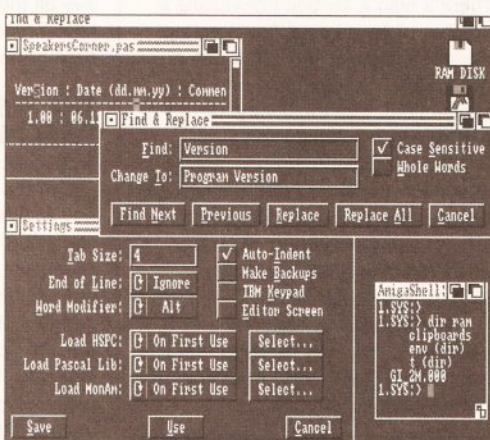 Find & Replace
SpeakersCorner.pas
RAM DISK
Version : Date (dd.mm.yy) : Commen
1.00 : 06.1
Find & Replace
Find: Version
Case Sensitive
Change To: Program Version
Whole Words
Find Next Previous Replace Replace All Cancel
Settings
Tab Size: 4
Auto-Indent
End of Line: Ignore
Make Backups
IBM Keypad
Word Modifier: Alt
Editor Screen
Load HSPC: On First Use Select...
Load Pascal Lib: On First Use Select...
Load MonAm: On First Use Select...
Save Use Cancel
AmigaShell:
1.SYS:>
1.SYS:> dir ram
clipboards
env (dir)
t (dir)
GI_2M.000
1.SYS:>